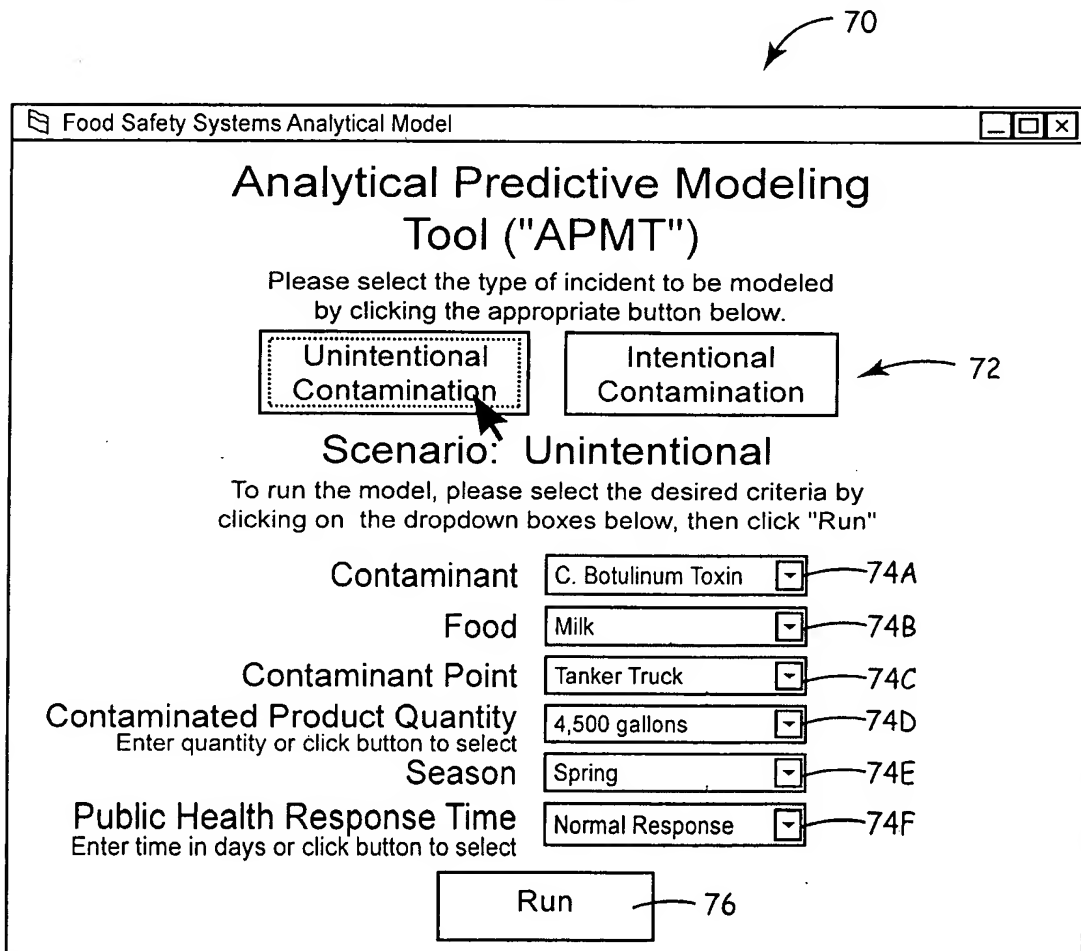 70
Food Safety Systems Analytical Model
Analytical Predictive Modeling
Tool ("APMT")
Please select the type of incident to be modeled
by clicking the appropriate button below.
Unintentional
Contamination
Intentional
Contamination
72
Scenario: Unintentional
To run the model, please select the desired criteria by
clicking on the dropdown boxes below, then click "Run"
Contaminant
C. Botulinum Toxin
74A
Food
Milk
74B
Contaminant Point
Tanker Truck
74C
Contaminated Product Quantity
Enter quantity or click button to select
4,500 gallons
74D
Season
Spring
74E
Public Health Response Time
Enter time in days or click button to select
Normal Response
74F
Run
76